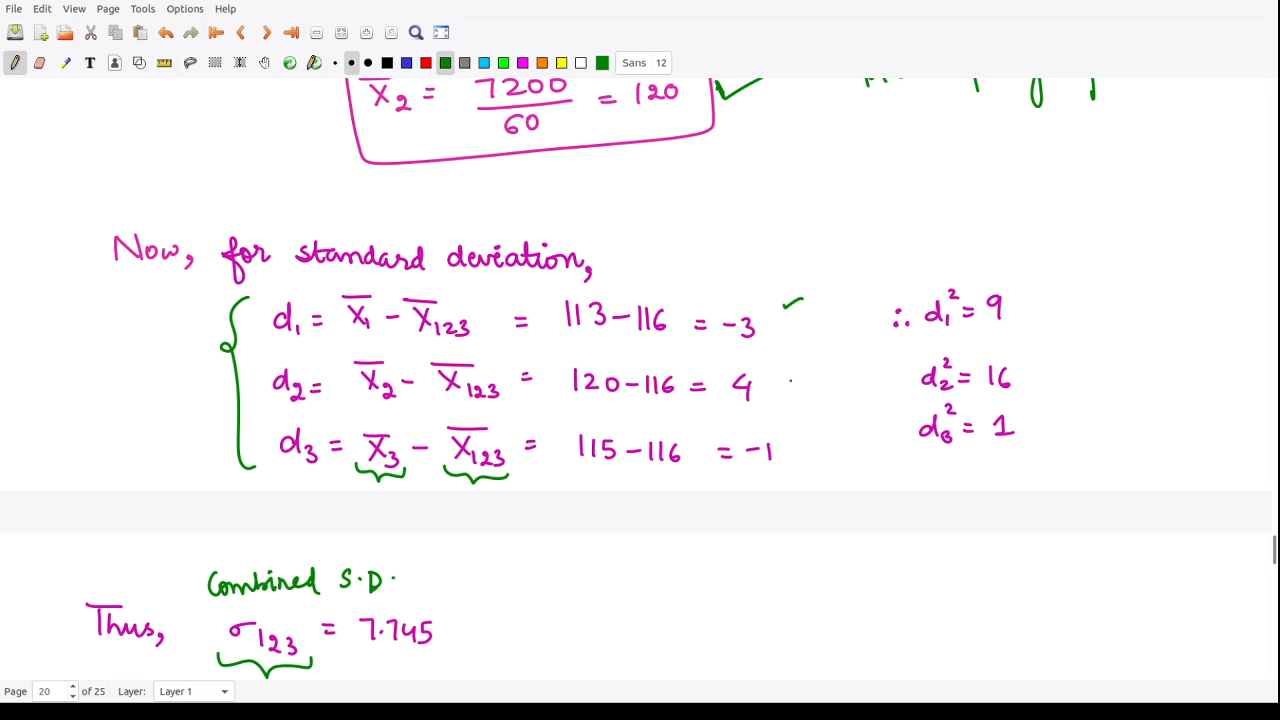 File Edit View Page Tools Options Help
Sans 12
X̅₂ = 7200/60 = 120
Now, for standard deviation,
d₁ = X̅₁ - X̅₁₂₃ = 113-116 = -3 ∴ d₁² = 9
d₂ = X̅₂ - X̅₁₂₃ = 120-116 = 4 d₂² = 16
d₃ = X̅₃ - X̅₁₂₃ = 115-116 = -1 d₃² = 1
Combined S.D.
Thus, σ₁₂₃ = 7.745
Page 20 of 25 Layer: Layer 1